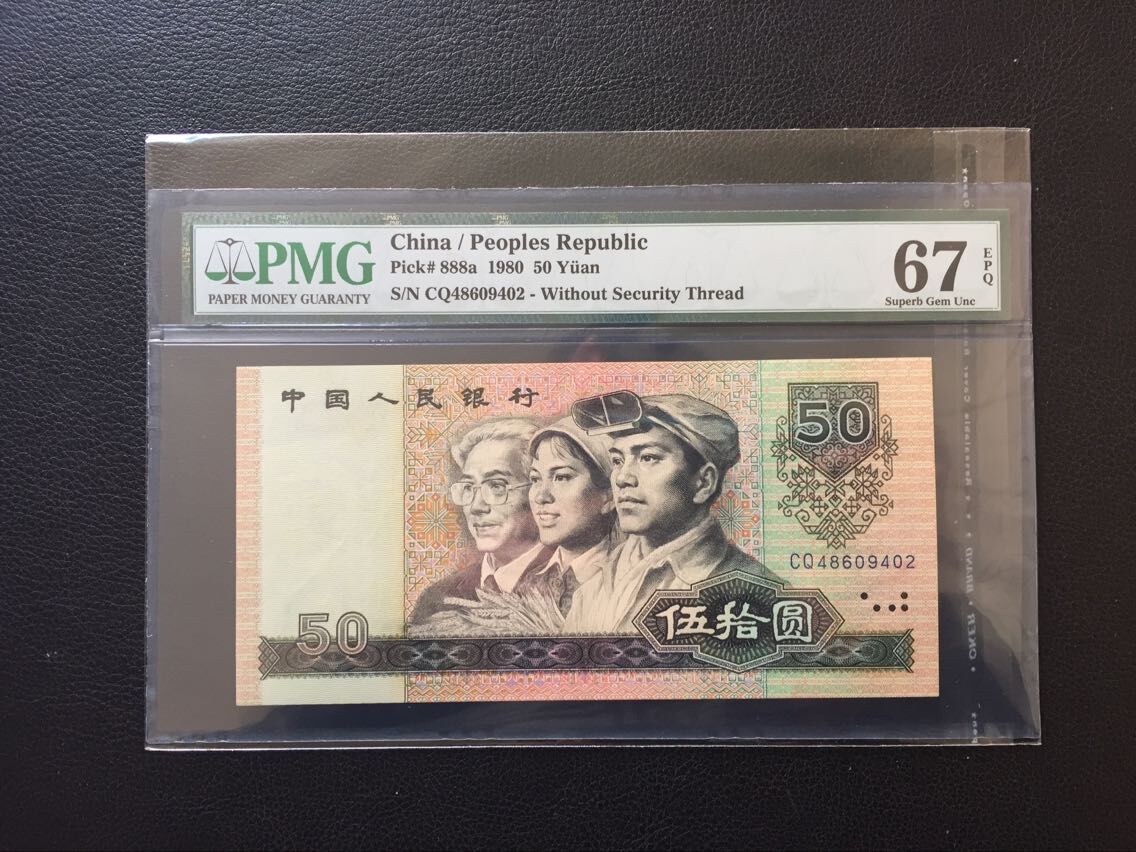 PMG
PAPER MONEY GUARANTY
China / Peoples Republic
Pick# 888a 1980 50 Yüan
S/N CQ48609402 - Without Security Thread
67
EPQ
Superb Gem Unc
中国人民银行
50
CQ48609402
伍拾圆
50